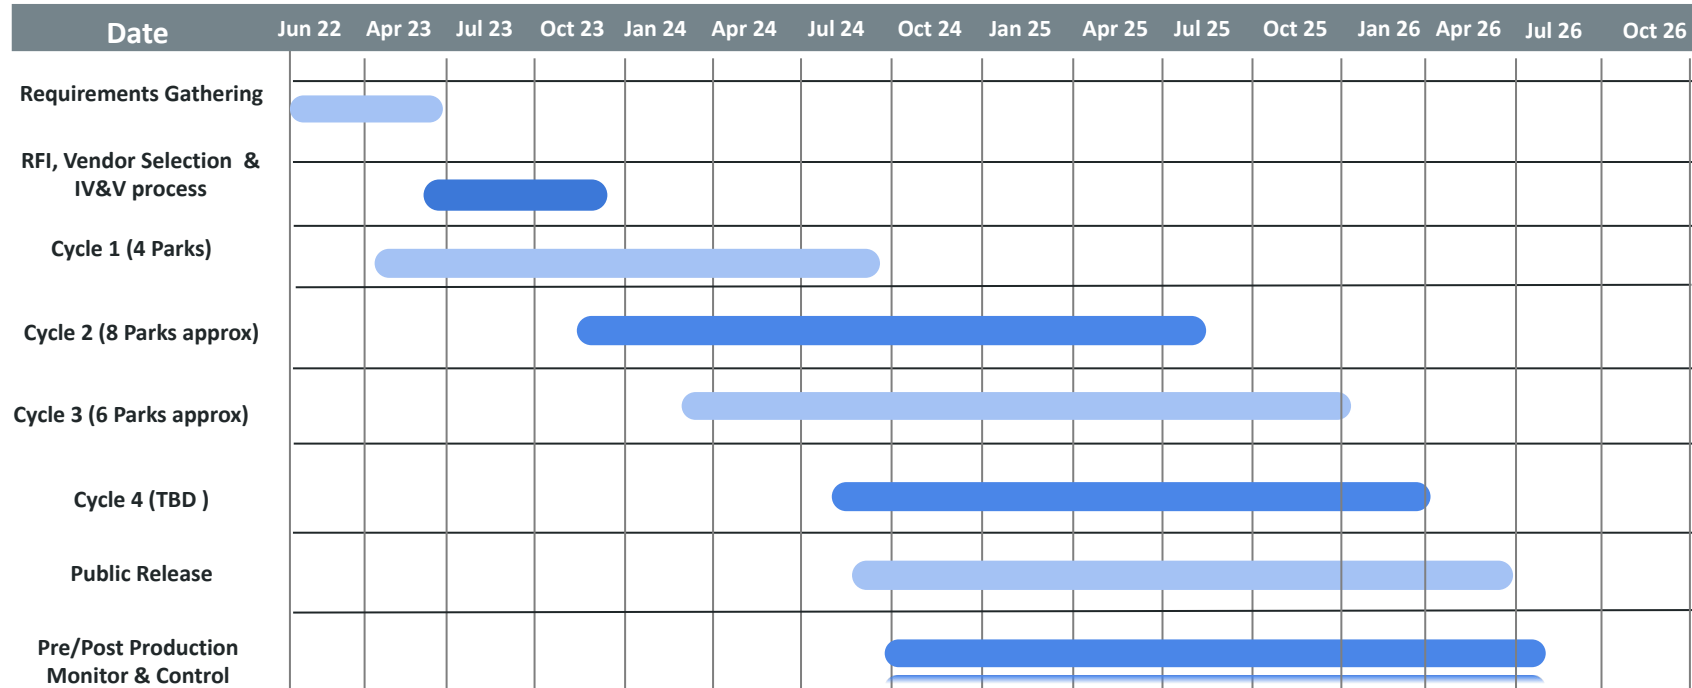 Date Jun 22 Apr 23 Jul 23 Oct 23 Jan 24 Apr 24 Jul 24 Oct 24 Jan 25 Apr 25 Jul 25 Oct 25 Jan 26 Apr 26 Jul 26 Oct 26
Requirements Gathering
RFI, Vendor Selection &
IV&V process
Cycle 1 (4 Parks)
Cycle 2 (8 Parks approx)
Cycle 3 (6 Parks approx)
Cycle 4 (TBD )
Public Release
Pre/Post Production
Monitor & Control